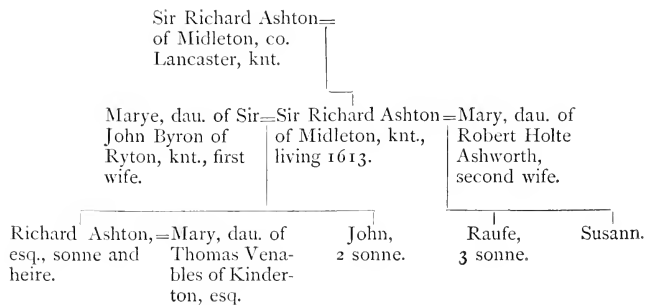 Sir Richard Ashton=
of Midleton, co.
Lancaster, knt.
Marye, dau. of Sir=Sir Richard Ashton=Mary, dau. of
John Byron of
of Midleton, knt.,
Robert Holte
Ryton, knt., first
living 1613.
Ashworth,
wife.
second wife.
Richard Ashton,=Mary, dau. of
John,
Raufe,
Susann.
esq., sonne and
Thomas Vena-
2 sonne.
3 sonne.
heire.
bles of Kinder-
ton, esq.